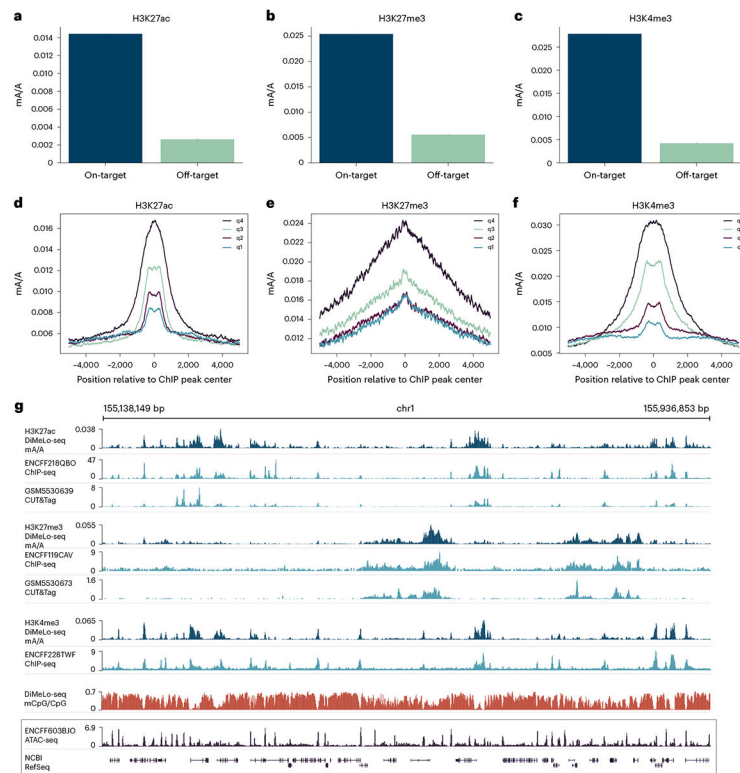 a
H3K27ac
0.014
0.012
0.010
0.008
0.006
0.004
0.002
0
mA/A
On-target
Off-target
b
H3K27me3
0.025
0.020
0.015
0.010
0.005
0
mA/A
On-target
Off-target
c
H3K4me3
0.025
0.020
0.015
0.010
0.005
0
mA/A
On-target
Off-target
d
H3K27ac
q4
q3
q2
q1
0.016
0.014
0.012
0.010
0.008
0.006
mA/A
–4,000 –2,000 0 2,000 4,000
Position relative to ChIP peak center
e
H3K27me3
q4
q3
q2
q1
0.024
0.022
0.020
0.018
0.016
0.014
0.012
mA/A
–4,000 –2,000 0 2,000 4,000
Position relative to ChIP peak center
f
H3K4me3
0.030
0.025
0.020
0.015
0.010
0.005
mA/A
–4,000 –2,000 0 2,000 4,000
Position relative to ChIP peak center
g
155,138,149 bp chr1 155,936,853 bp
H3K27ac 0.038
DiMeLo-seq
mA/A 0
ENCFF218QBO 47
ChIP-seq
0
GSM5530639 8
CUT&Tag
0
H3K27me3 0.055
DiMeLo-seq
mA/A 0
ENCFF119CAV 9
ChIP-seq
0
GSM5530673 16
CUT&Tag
0
H3K4me3 0.065
DiMeLo-seq
mA/A 0
ENCFF228TWF 9
ChIP-seq
0
DiMeLo-seq 0.7
mCpG/CpG
0
ENCFF603BJO 6.9
ATAC-seq
0
NCBI
RefSeq